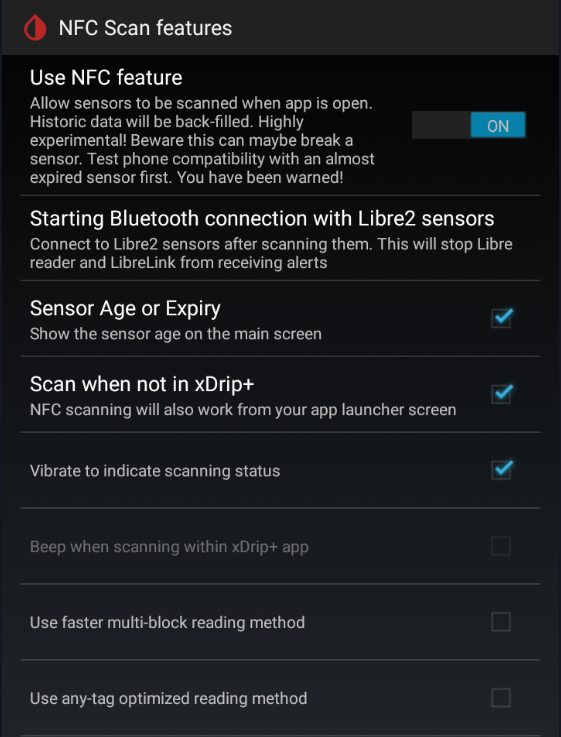 NFC Scan features
Use NFC feature
Allow sensors to be scanned when app is open.
Historic data will be back-filled. Highly
experimental! Beware this can maybe break a
sensor. Test phone compatibility with an almost
expired sensor first. You have been warned!
ON
Starting Bluetooth connection with Libre2 sensors
Connect to Libre2 sensors after scanning them. This will stop Libre
reader and LibreLink from receiving alerts
Sensor Age or Expiry
Show the sensor age on the main screen
Scan when not in xDrip+
NFC scanning will also work from your app launcher screen
Vibrate to indicate scanning status
Beep when scanning within xDrip+ app
Use faster multi-block reading method
Use any-tag optimized reading method